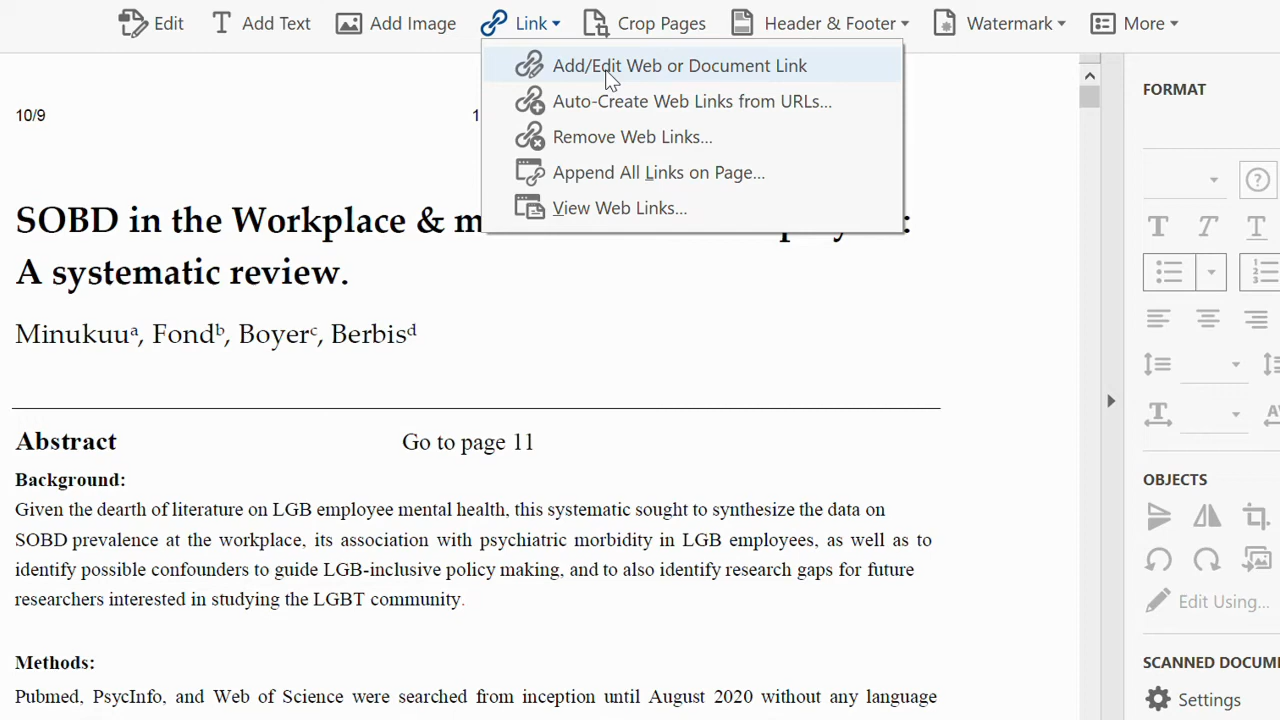 Edit Add Text Add Image Link Crop Pages Header & Footer Watermark More
Add/Edit Web or Document Link
Auto-Create Web Links from URLs...
Remove Web Links...
Append All Links on Page...
View Web Links...
FORMAT
10/9 1
SOBD in the Workplace & m :
A systematic review.
Minukuuᵃ, Fondᵇ, Boyerᶜ, Berbisᵈ
Abstract Go to page 11
Background:
Given the dearth of literature on LGB employee mental health, this systematic sought to synthesize the data on
SOBD prevalence at the workplace, its association with psychiatric morbidity in LGB employees, as well as to
identify possible confounders to guide LGB-inclusive policy making, and to also identify research gaps for future
researchers interested in studying the LGBT community.
Methods:
Pubmed, PsycInfo, and Web of Science were searched from inception until August 2020 without any language
OBJECTS
Edit Using...
SCANNED DOCUM
Settings